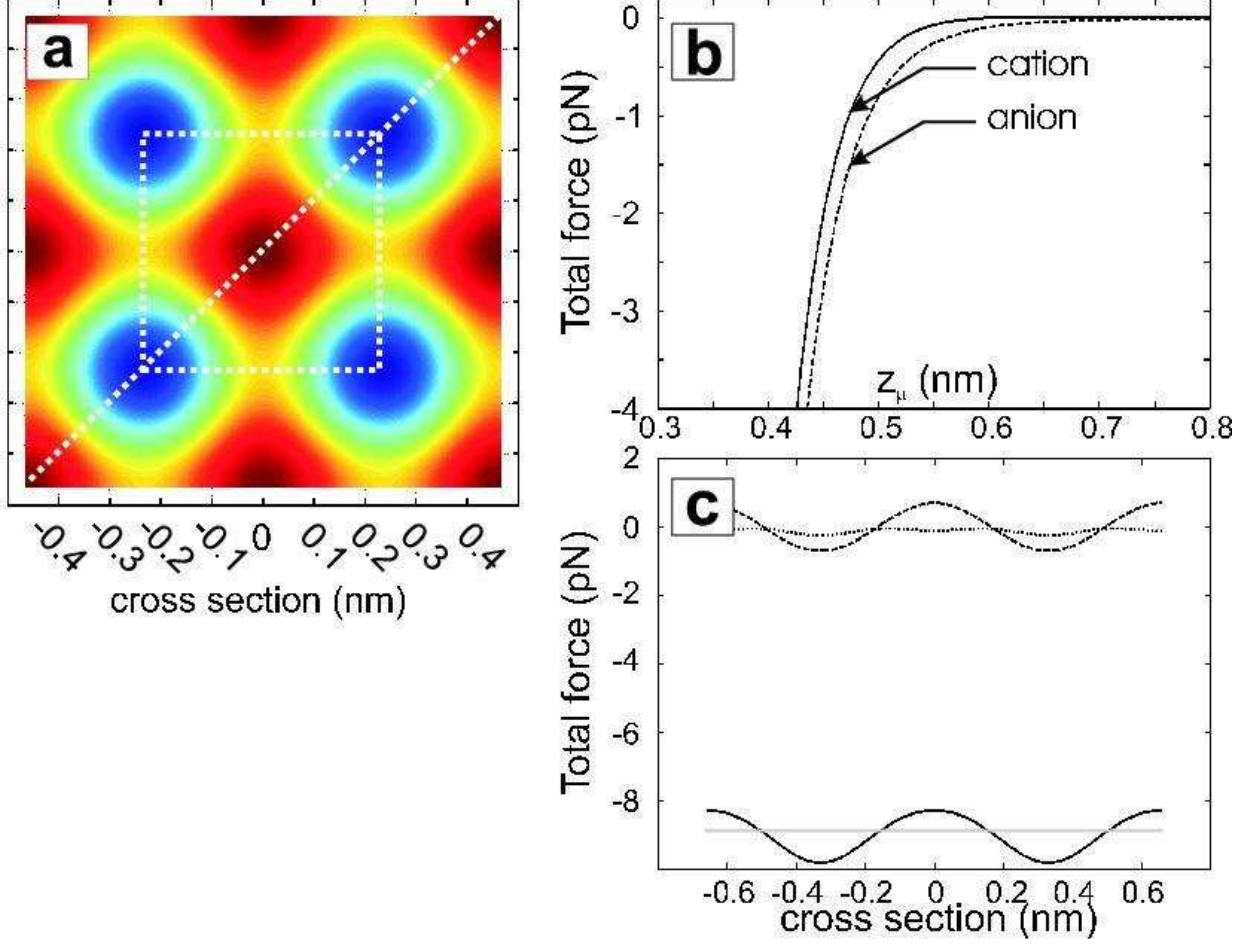 a
-0.4 -0.3 -0.2 -0.1 0 0.1 0.2 0.3 0.4
cross section (nm)
b
Total force (pN)
0
-1
-2
-3
-4
cation
anion
zμ (nm)
0.3 0.4 0.5 0.6 0.7 0.8
c
Total force (pN)
2
0
-2
-4
-6
-8
-0.6 -0.4 -0.2 0 0.2 0.4 0.6
cross section (nm)